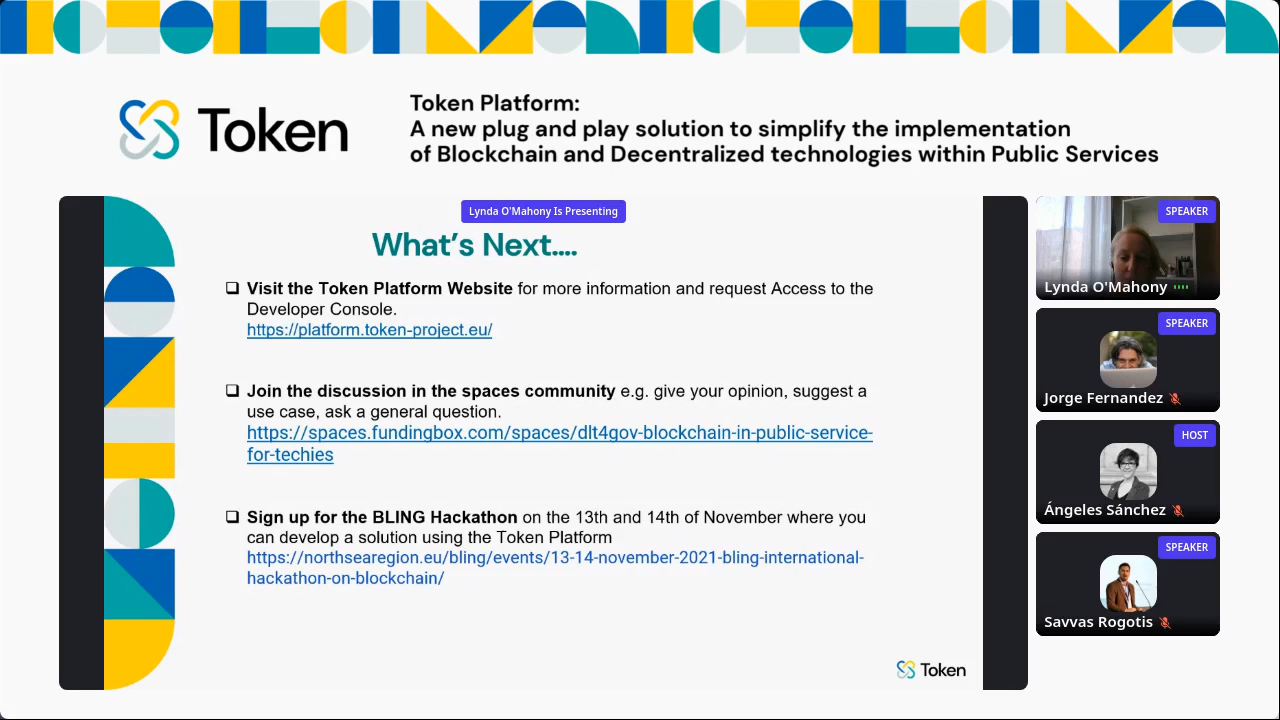 Token
Token Platform:
A new plug and play solution to simplify the implementation
of Blockchain and Decentralized technologies within Public Services
Lynda O'Mahony Is Presenting
What's Next....
Visit the Token Platform Website for more information and request Access to the
Developer Console.
https://platform.token-project.eu/
Join the discussion in the spaces community e.g. give your opinion, suggest a
use case, ask a general question.
https://spaces.fundingbox.com/spaces/dlt4gov-blockchain-in-public-service-
for-techies
Sign up for the BLING Hackathon on the 13th and 14th of November where you
can develop a solution using the Token Platform
https://northsearegion.eu/bling/events/13-14-november-2021-bling-international-
hackathon-on-blockchain/
Token
SPEAKER
Lynda O'Mahony
SPEAKER
Jorge Fernandez
HOST
Ángeles Sánchez
SPEAKER
Savvas Rogotis